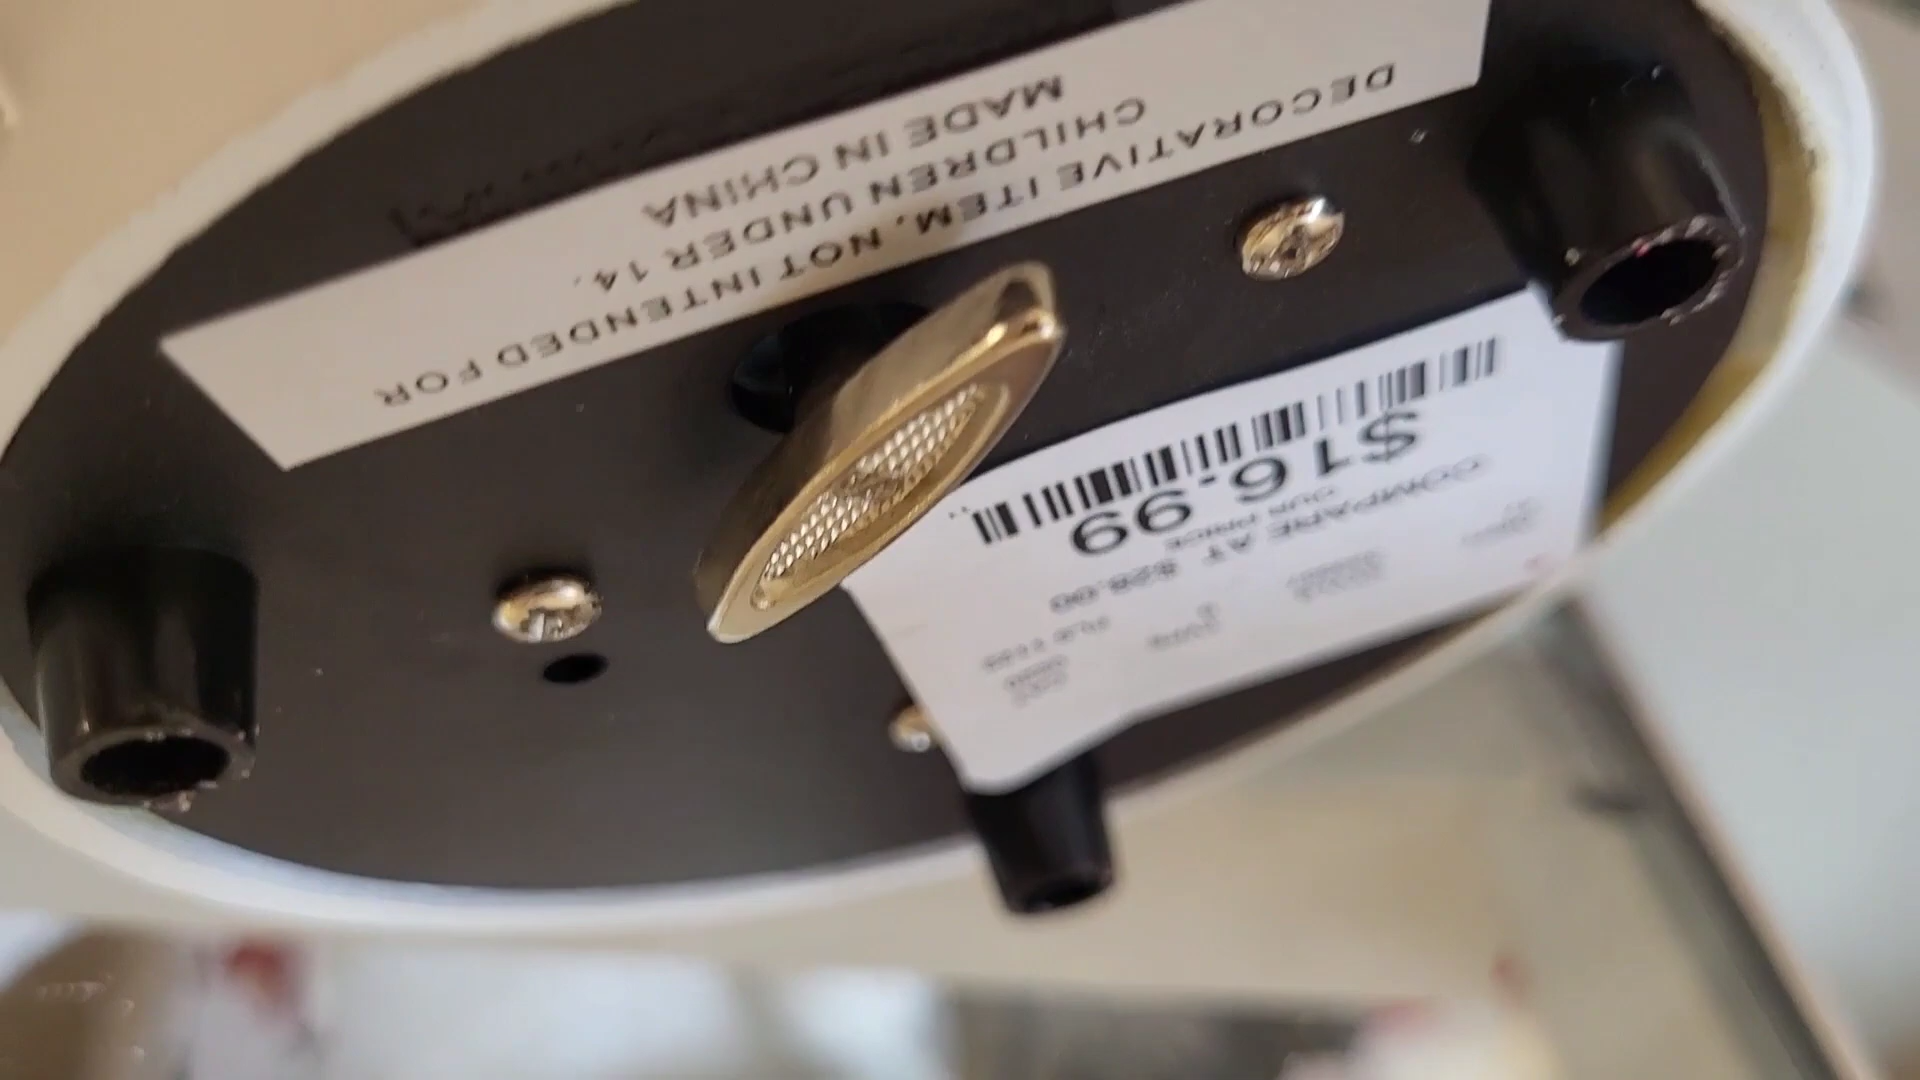 DECORATIVE ITEM. NOT INTENDED FOR
CHILDREN UNDER 14.
MADE IN CHINA
COMPARE AT $28.00
OUR PRICE
$16.99